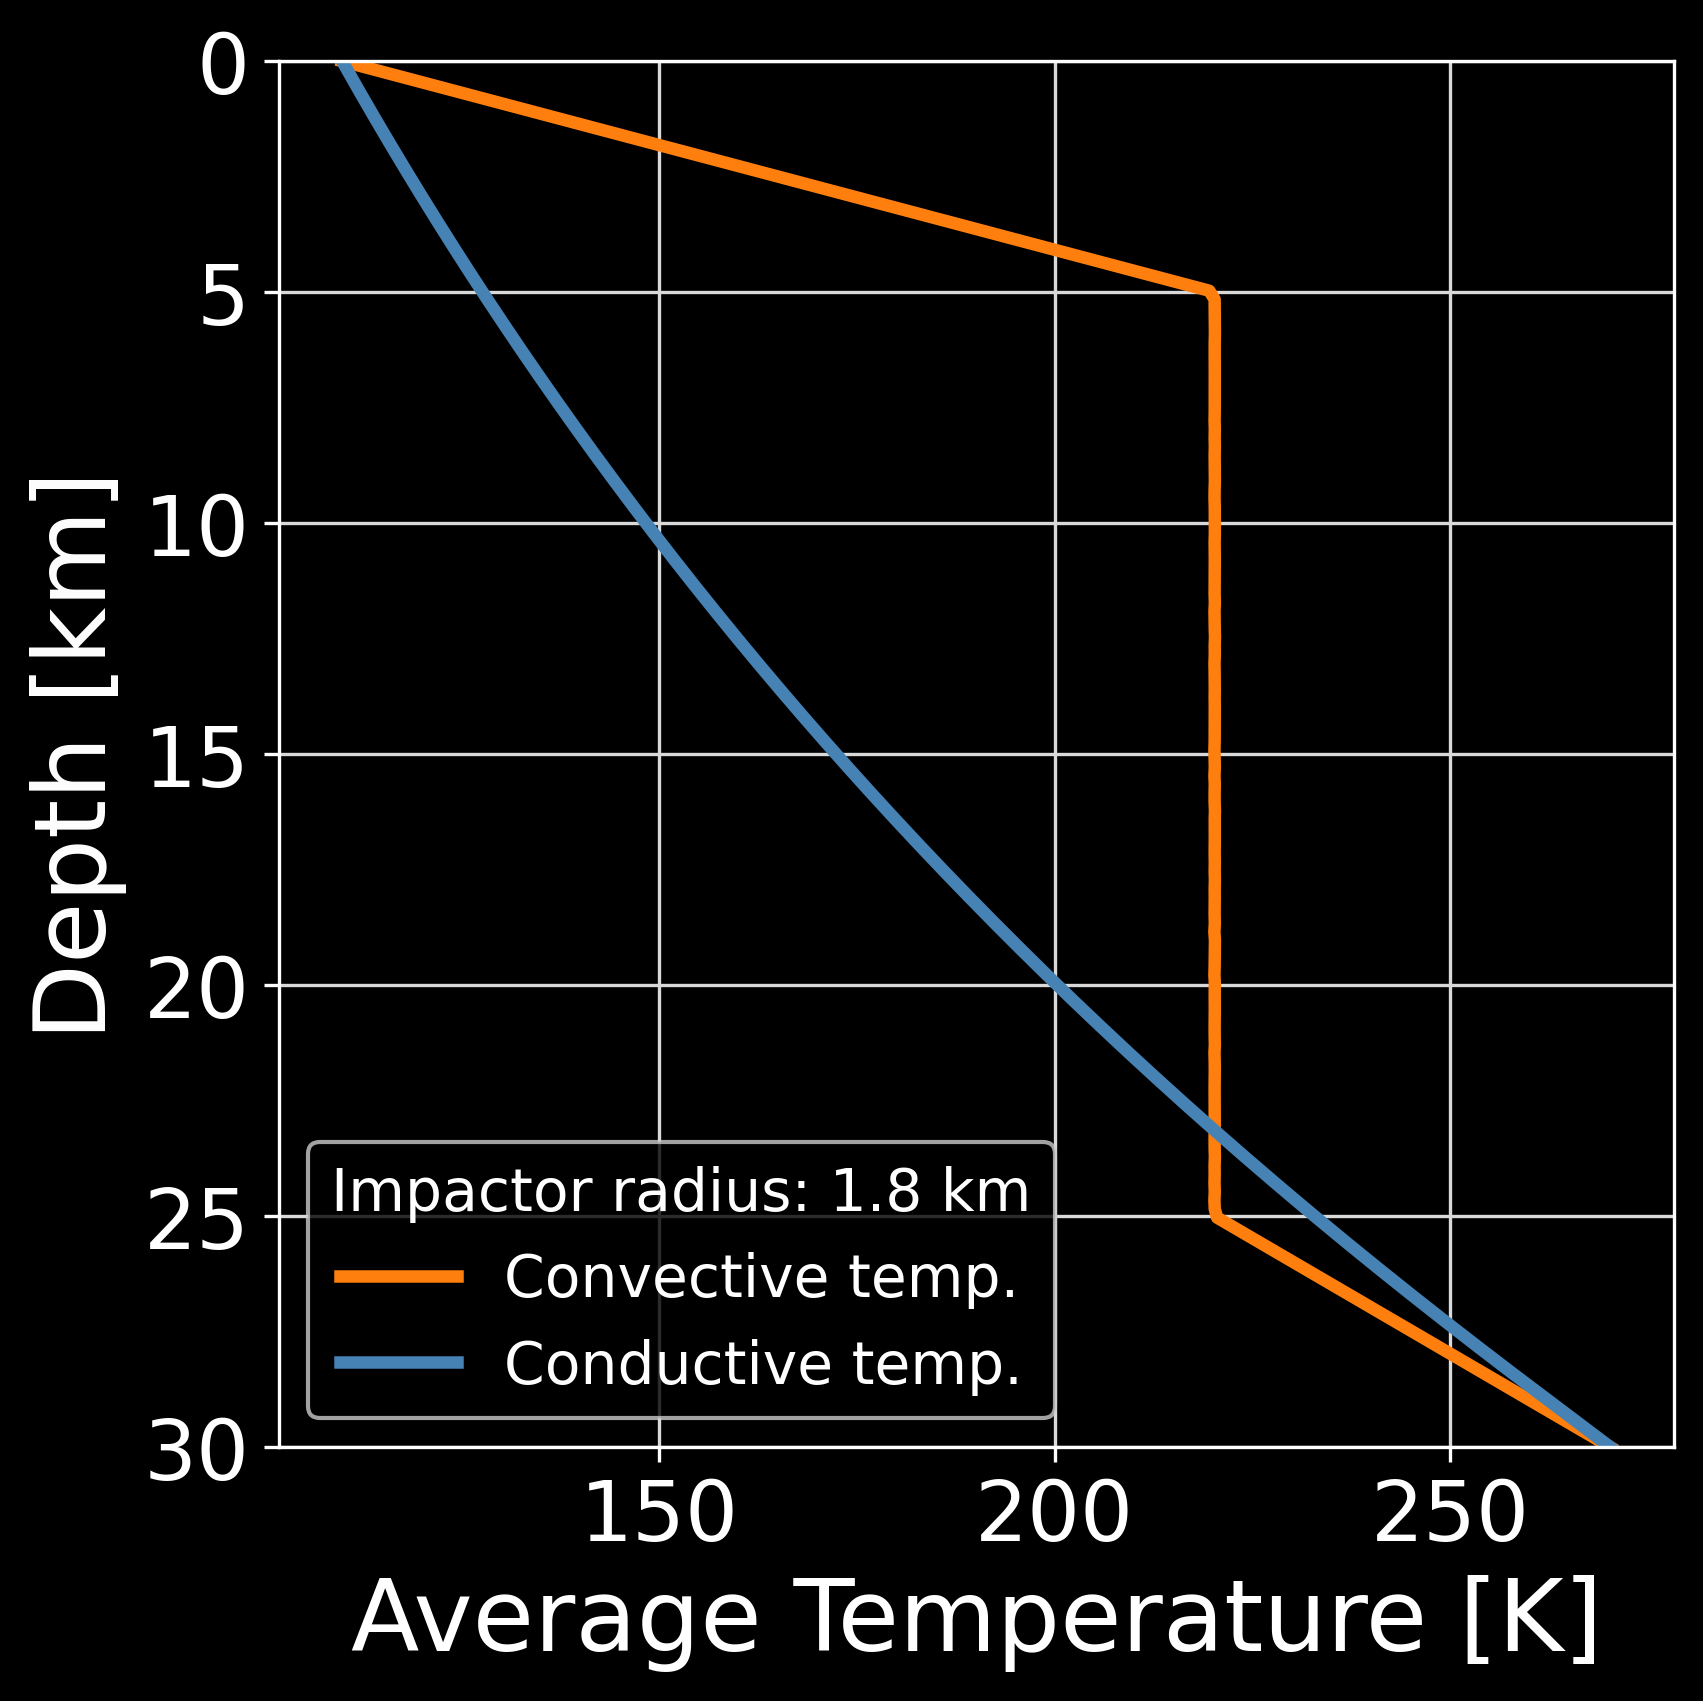 0
5
10
15
20
25
30
Depth [km]
Impactor radius: 1.8 km
Convective temp.
Conductive temp.
150 200 250
Average Temperature [K]